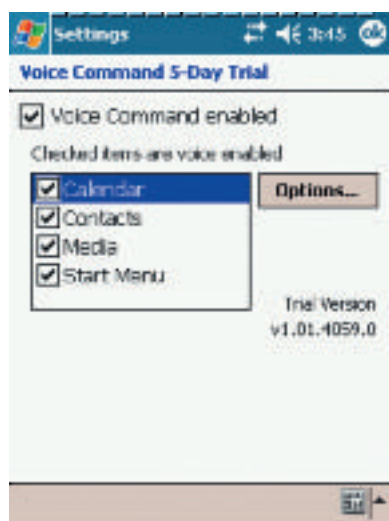 Settings 3:45 ok
Voice Command 5-Day Trial
Voice Command enabled
Checked items are voice enabled
Calendar
Options...
Contacts
Media
Start Menu
Trial Version
v1.01.4059.0